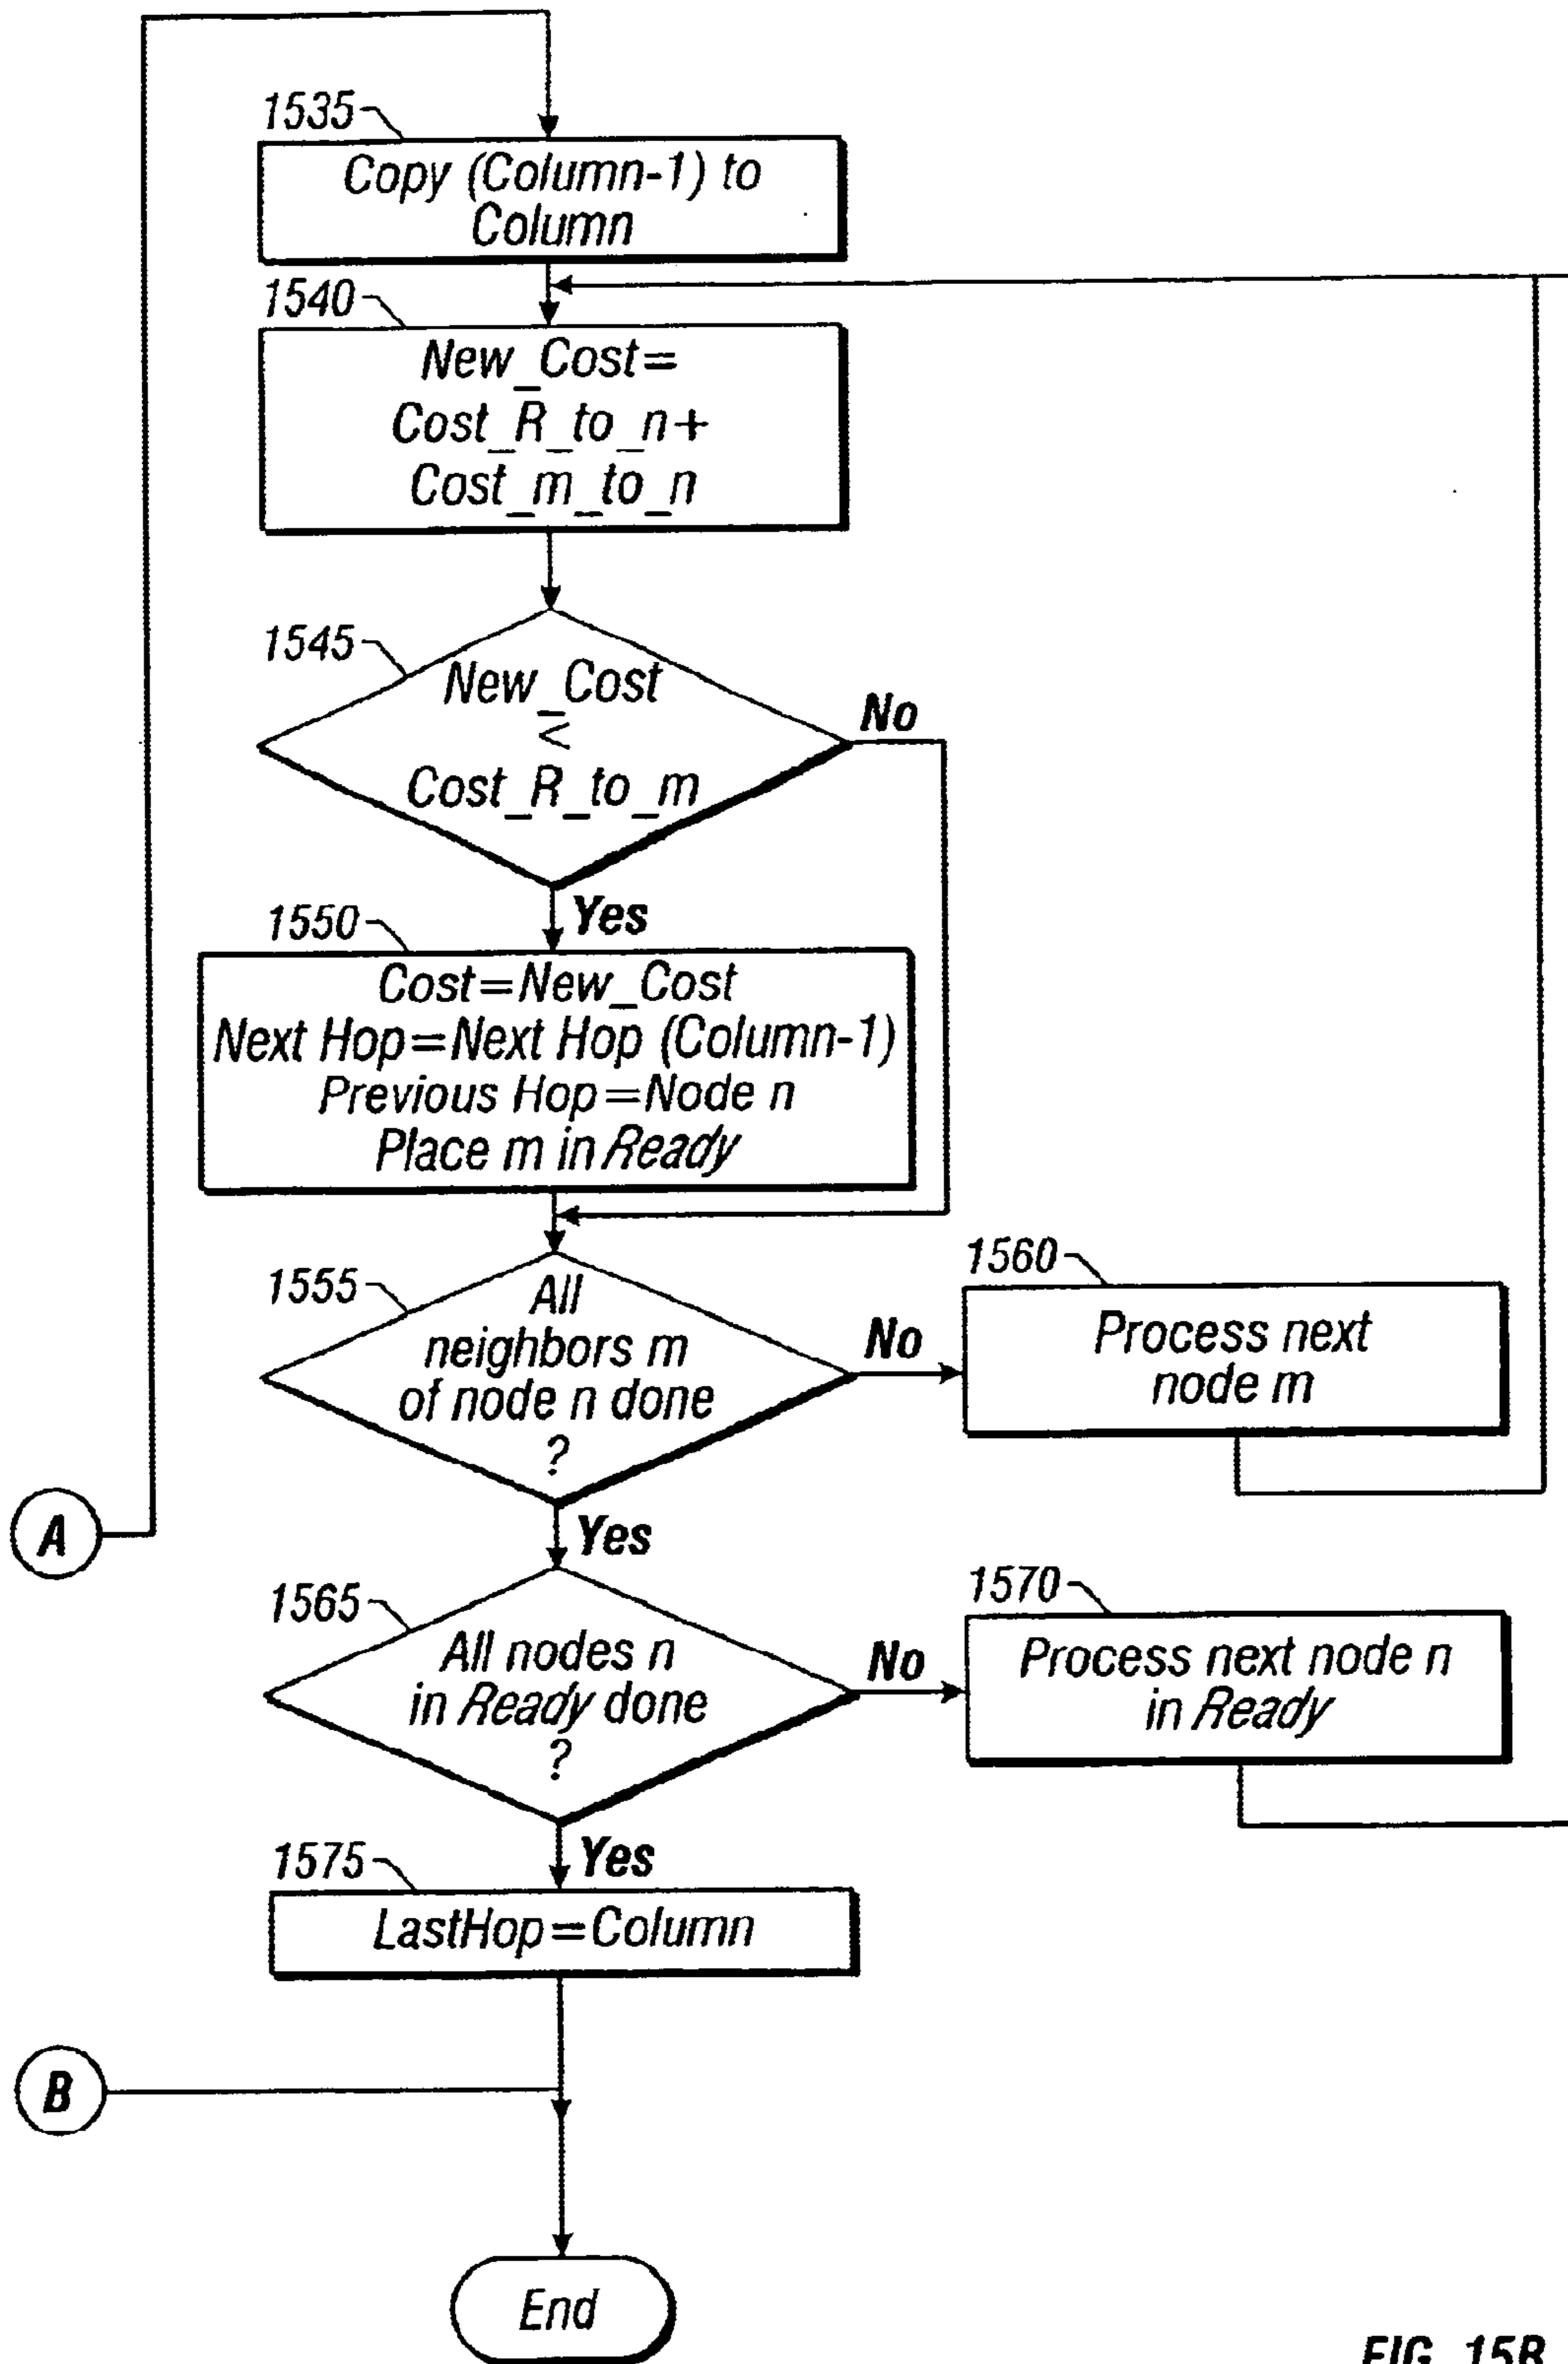 1535
Copy (Column-1) to
Column
1540
New_Cost=
Cost_R_to_n+
Cost_m_to_n
1545
New_Cost
<
Cost_R_to_m
No
Yes
1550
Cost=New_Cost
Next Hop=Next Hop (Column-1)
Previous Hop=Node n
Place m in Ready
1555
All
neighbors m
of node n done
?
No
1560
Process next
node m
A
Yes
1565
All nodes n
in Ready done
?
No
1570
Process next node n
in Ready
Yes
1575
LastHop=Column
B
End
FIG. 15B